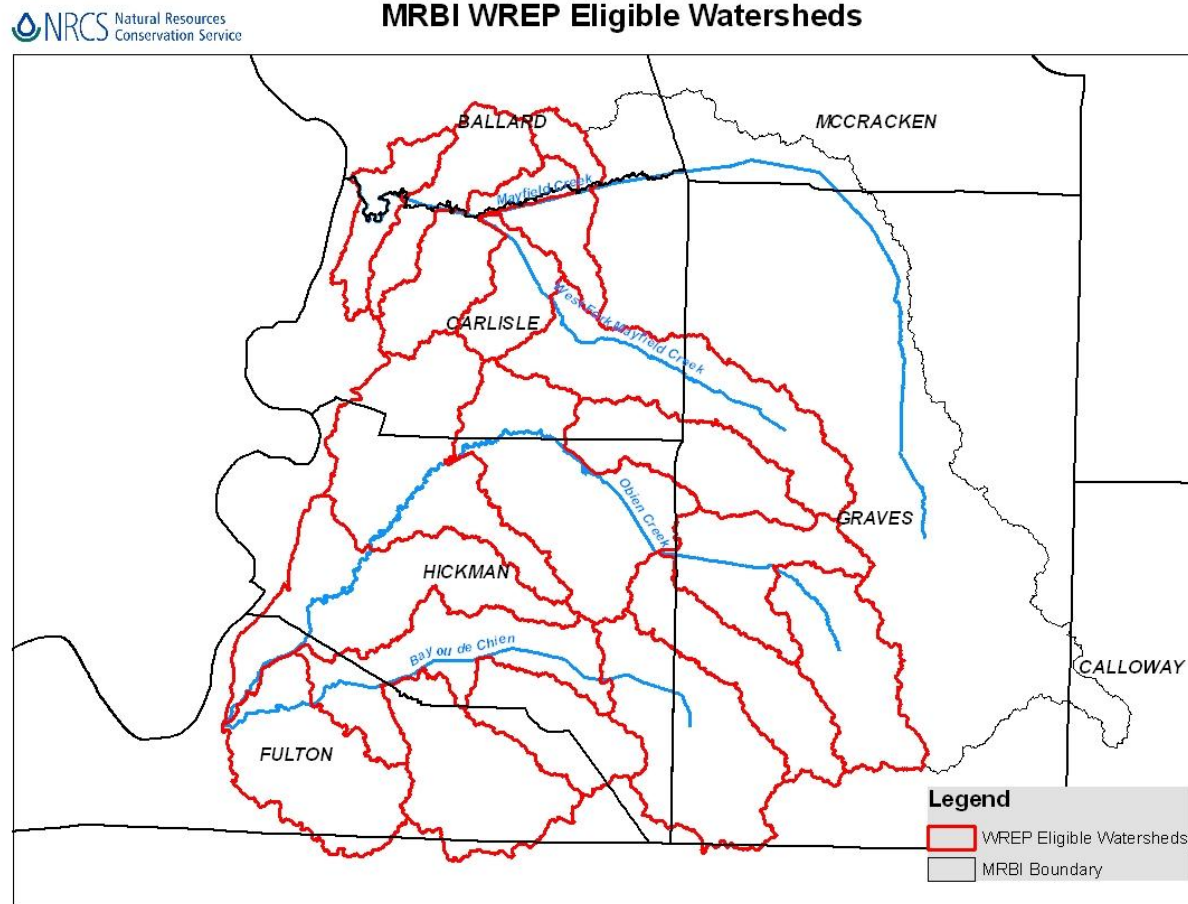 NRCS Natural Resources
Conservation Service
MRBI WREP Eligible Watersheds
BALLARD
MCCRACKEN
Mayfield Creek
West Fork Mayfield Creek
CARLISLE
Obien Creek
GRAVES
HICKMAN
Bayou de Chien
CALLOWAY
FULTON
Legend
WREP Eligible Watersheds
MRBI Boundary